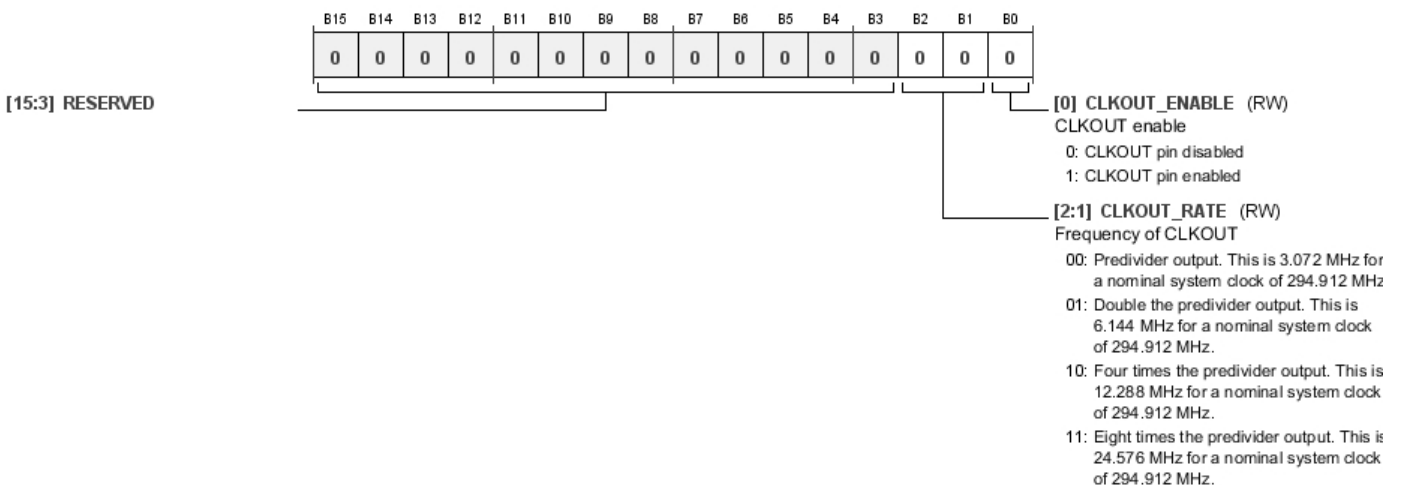 B15 B14 B13 B12 B11 B10 B9 B8 B7 B6 B5 B4 B3 B2 B1 B0
0 0 0 0 0 0 0 0 0 0 0 0 0 0 0 0
[15:3] RESERVED
[0] CLKOUT_ENABLE (RW)
CLKOUT enable
0: CLKOUT pin disabled
1: CLKOUT pin enabled
[2:1] CLKOUT_RATE (RW)
Frequency of CLKOUT
00: Predivider output. This is 3.072 MHz for
a nominal system clock of 294.912 MHz
01: Double the predivider output. This is
6.144 MHz for a nominal system clock
of 294.912 MHz.
10: Four times the predivider output. This is
12.288 MHz for a nominal system clock
of 294.912 MHz.
11: Eight times the predivider output. This is
24.576 MHz for a nominal system clock
of 294.912 MHz.